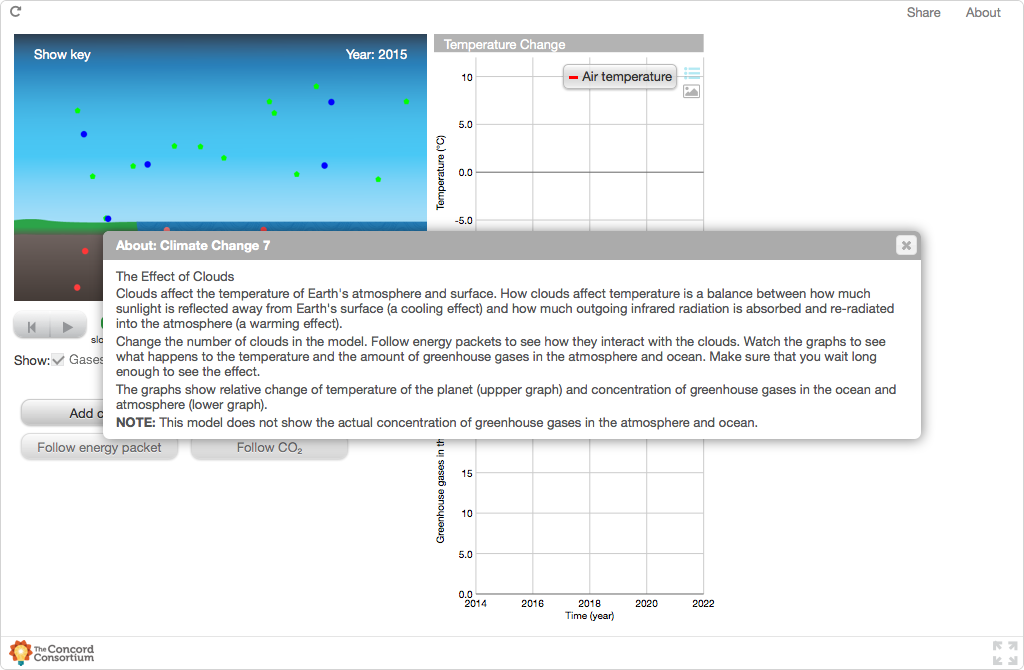 Share About
Show key Year: 2015
Temperature Change
Air temperature
10
5.0
0.0
-5.0
Temperature (°C)
About: Climate Change 7
The Effect of Clouds
Clouds affect the temperature of Earth's atmosphere and surface. How clouds affect temperature is a balance between how much
sunlight is reflected away from Earth's surface (a cooling effect) and how much outgoing infrared radiation is absorbed and re-radiated
into the atmosphere (a warming effect).
Change the number of clouds in the model. Follow energy packets to see how they interact with the clouds. Watch the graphs to see
what happens to the temperature and the amount of greenhouse gases in the atmosphere and ocean. Make sure that you wait long
enough to see the effect.
The graphs show relative change of temperature of the planet (uppper graph) and concentration of greenhouse gases in the ocean and
atmosphere (lower graph).
NOTE: This model does not show the actual concentration of greenhouse gases in the atmosphere and ocean.
Show: Gases
Add
Follow energy packet Follow CO₂
Greenhouse gases in
15
10
5.0
0.0
2014 2016 2018 2020 2022
Time (year)
The Concord
Consortium